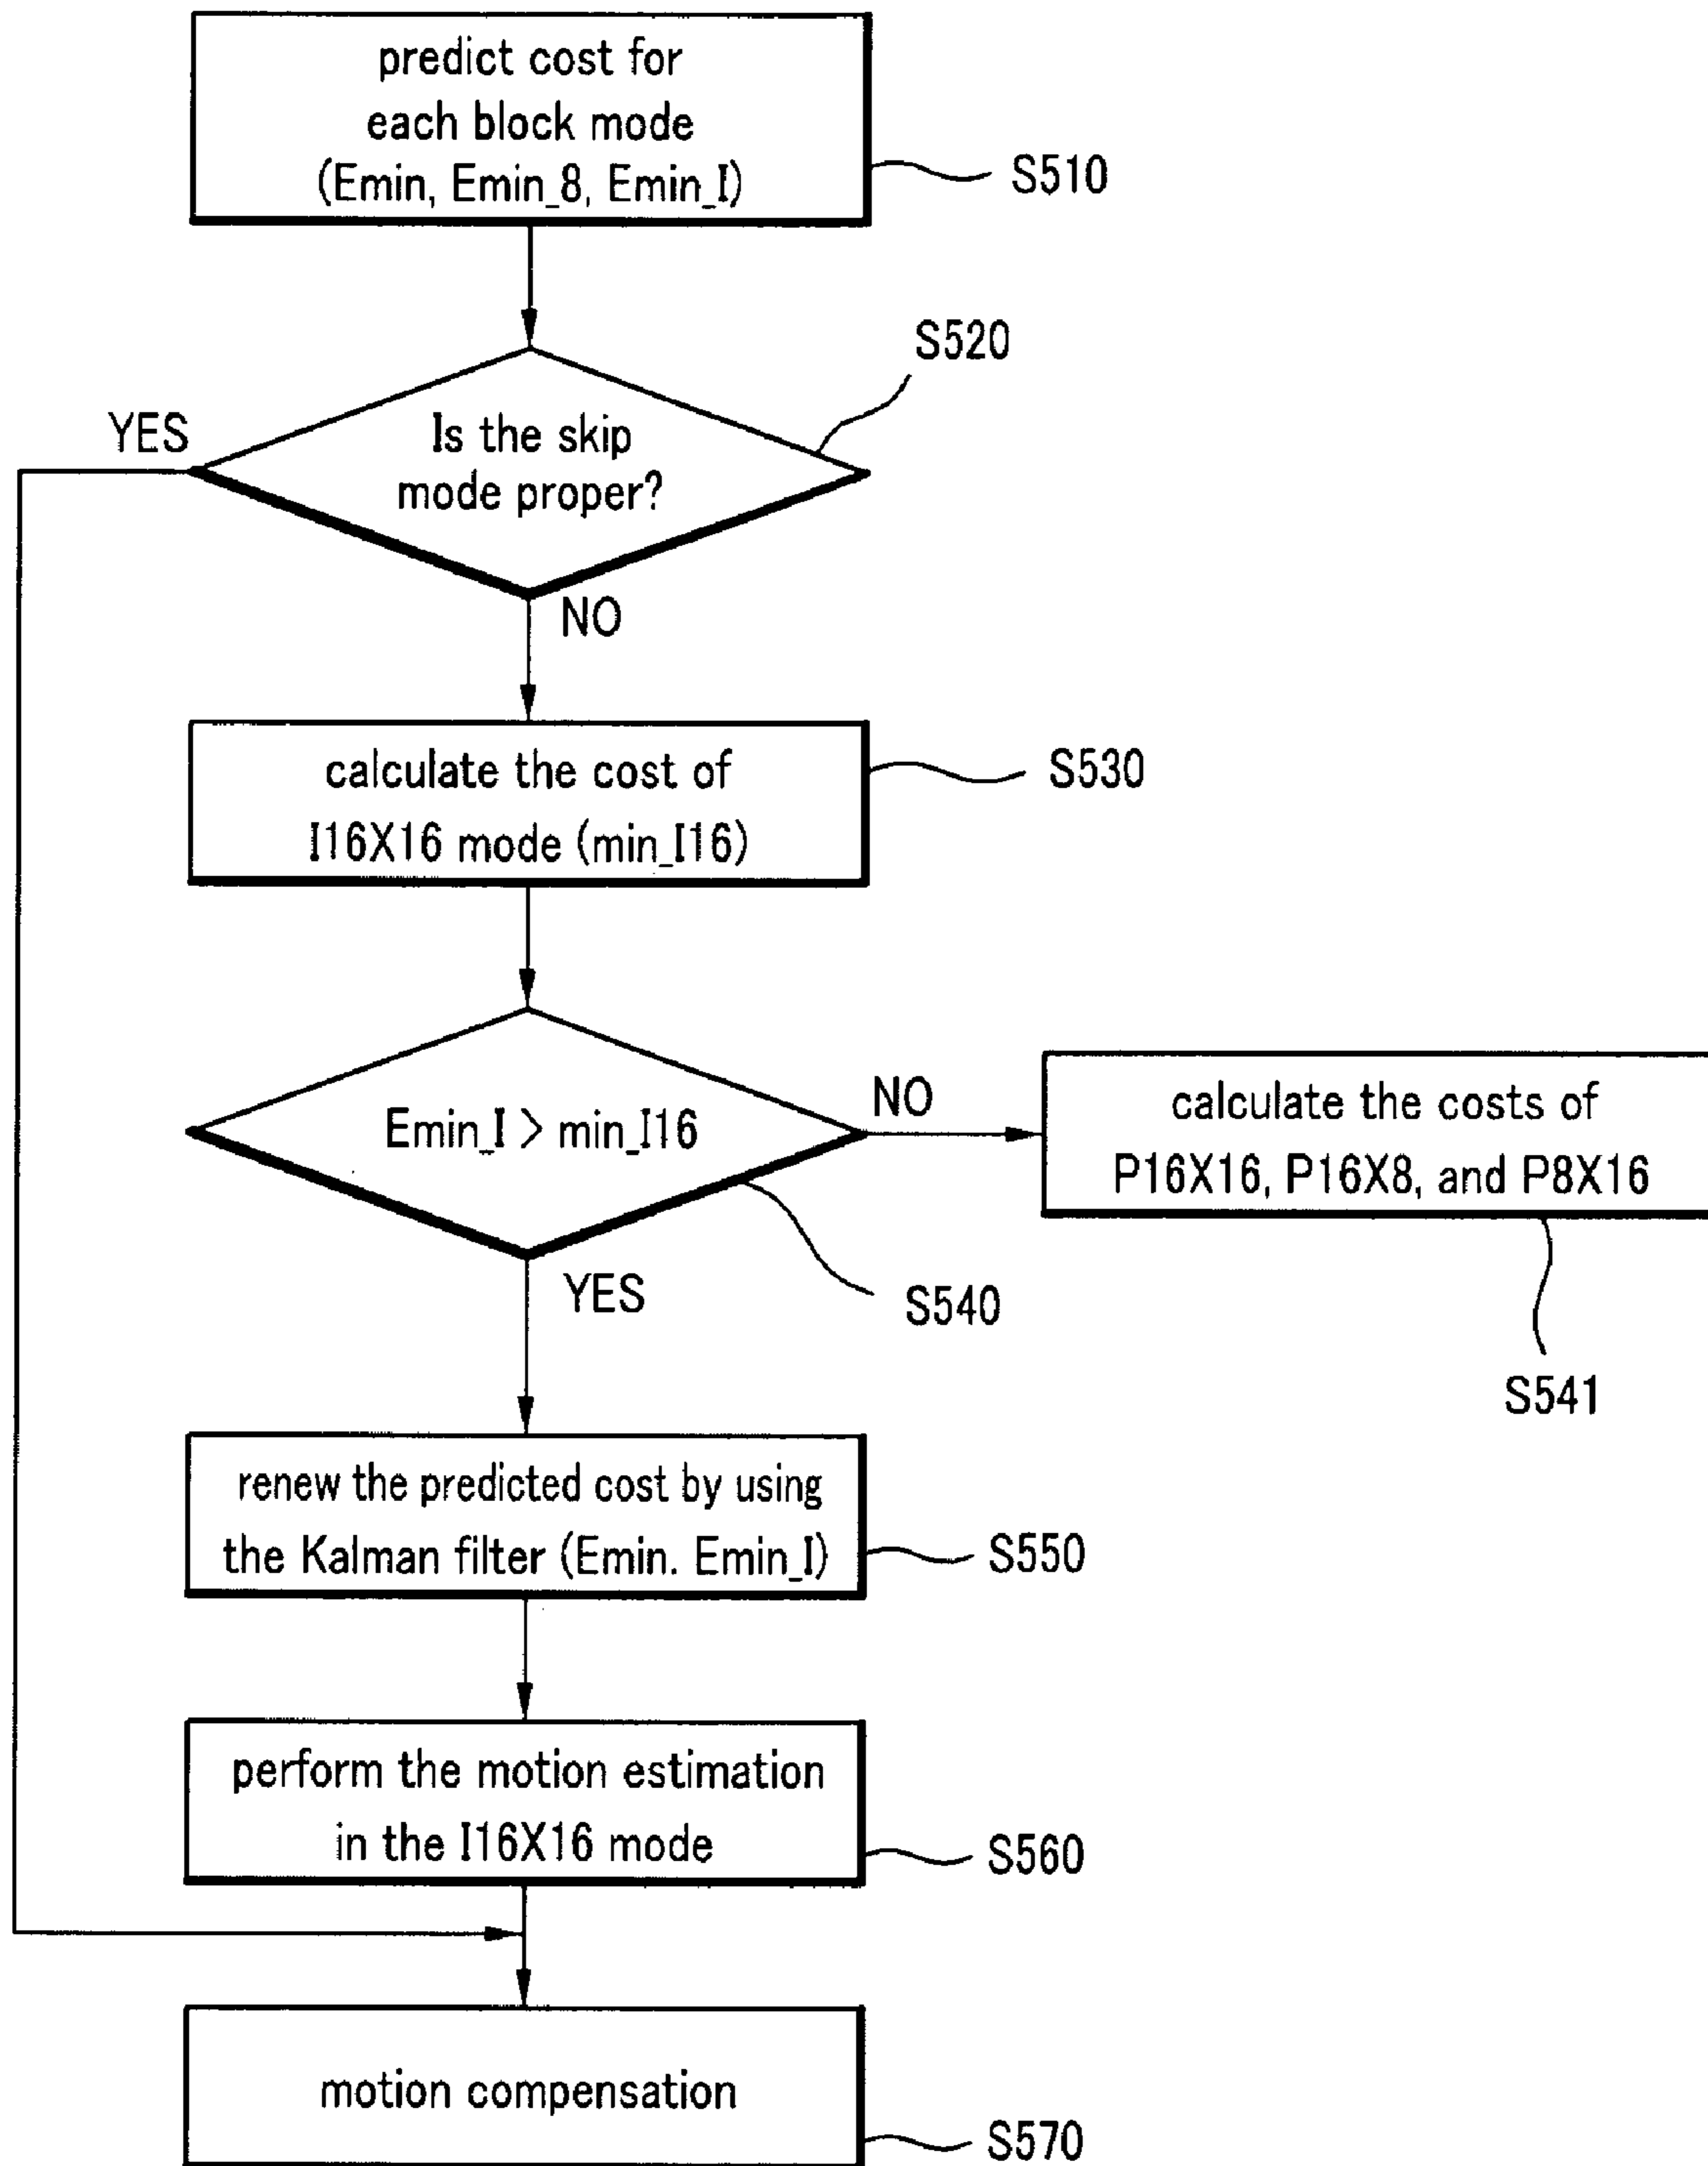 predict cost for
each block mode
(Emin, Emin_8, Emin_I)
S510
S520
YES
Is the skip
mode proper?
NO
calculate the cost of
I16X16 mode (min_I16)
S530
Emin_I > min_I16
NO
calculate the costs of
P16X16, P16X8, and P8X16
YES
S540
S541
renew the predicted cost by using
the Kalman filter (Emin. Emin_I)
S550
perform the motion estimation
in the I16X16 mode
S560
motion compensation
S570